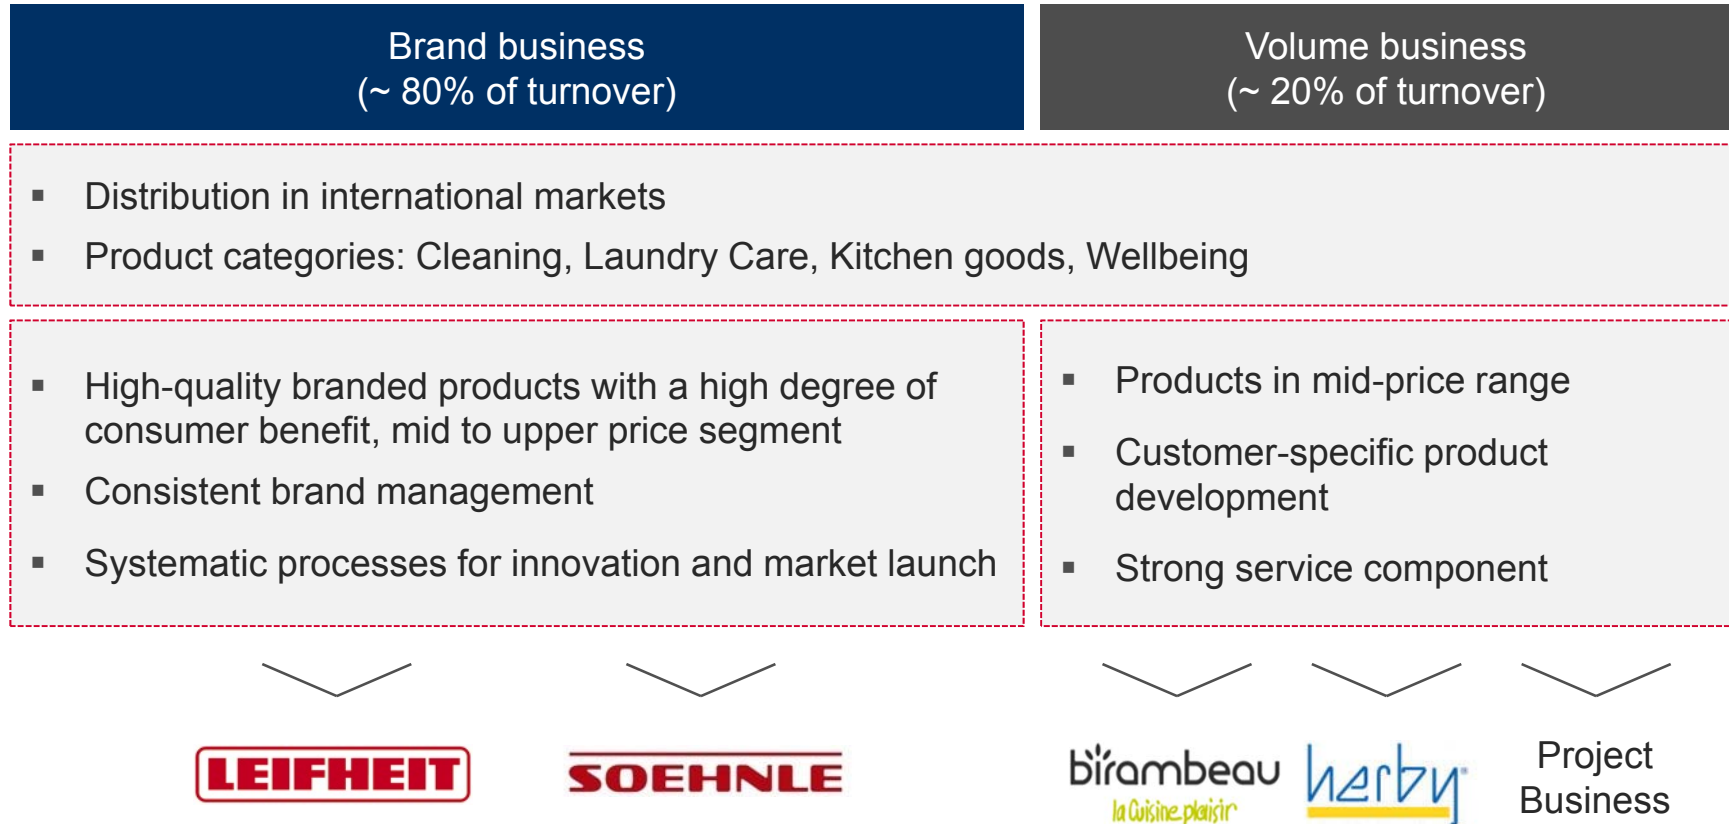 Brand business
(~ 80% of turnover)
Volume business
(~ 20% of turnover)
▪ Distribution in international markets
▪ Product categories: Cleaning, Laundry Care, Kitchen goods, Wellbeing
▪ High-quality branded products with a high degree of
consumer benefit, mid to upper price segment
▪ Consistent brand management
▪ Systematic processes for innovation and market launch
▪ Products in mid-price range
▪ Customer-specific product
development
▪ Strong service component
LEIFHEIT
SOEHNLE
birambeau
la Cuisine plaisir
herby®
Project
Business